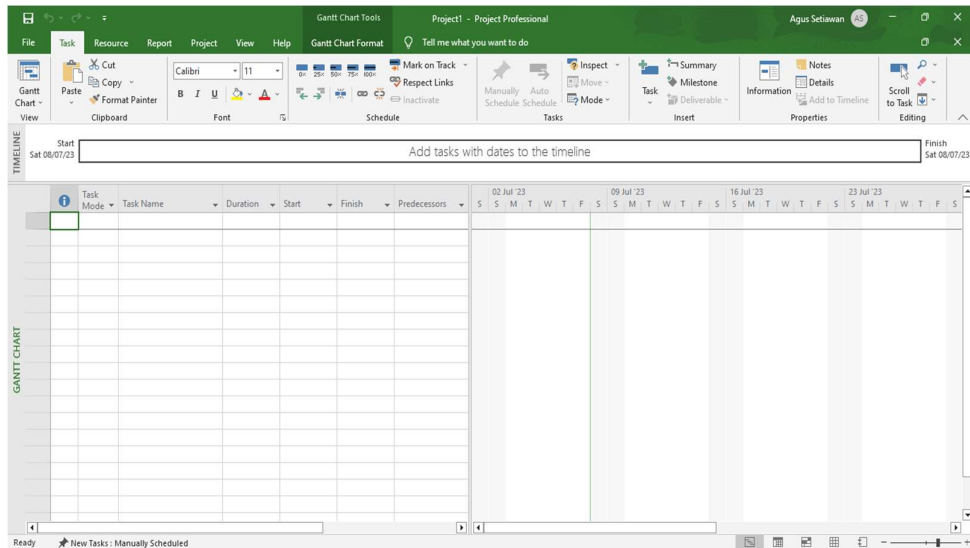 Gantt Chart Tools
Project1 - Project Professional
Agus Setiawan AS
File Task Resource Report Project View Help Gantt Chart Format Tell me what you want to do
Gantt Chart
View
Paste
Cut
Copy
Format Painter
Clipboard
Calibri 11
B I U A
Font
0% 25% 50% 75% 100%
Mark on Track
Respect Links
Inactivate
Schedule
Manually Schedule
Auto Schedule
Inspect
Move
Mode
Tasks
Task
Summary
Milestone
Deliverable
Insert
Information
Notes
Details
Add to Timeline
Properties
Scroll to Task
Editing
TIMELINE
Start
Sat 08/07/23
Add tasks with dates to the timeline
Finish
Sat 08/07/23
Task Mode Task Name Duration Start Finish Predecessors
02 Jul '23 09 Jul '23 16 Jul '23 23 Jul '23
S S M T W T F S S M T W T F S S M T W T F S S M T W T F S
GANTT CHART
Ready New Tasks : Manually Scheduled